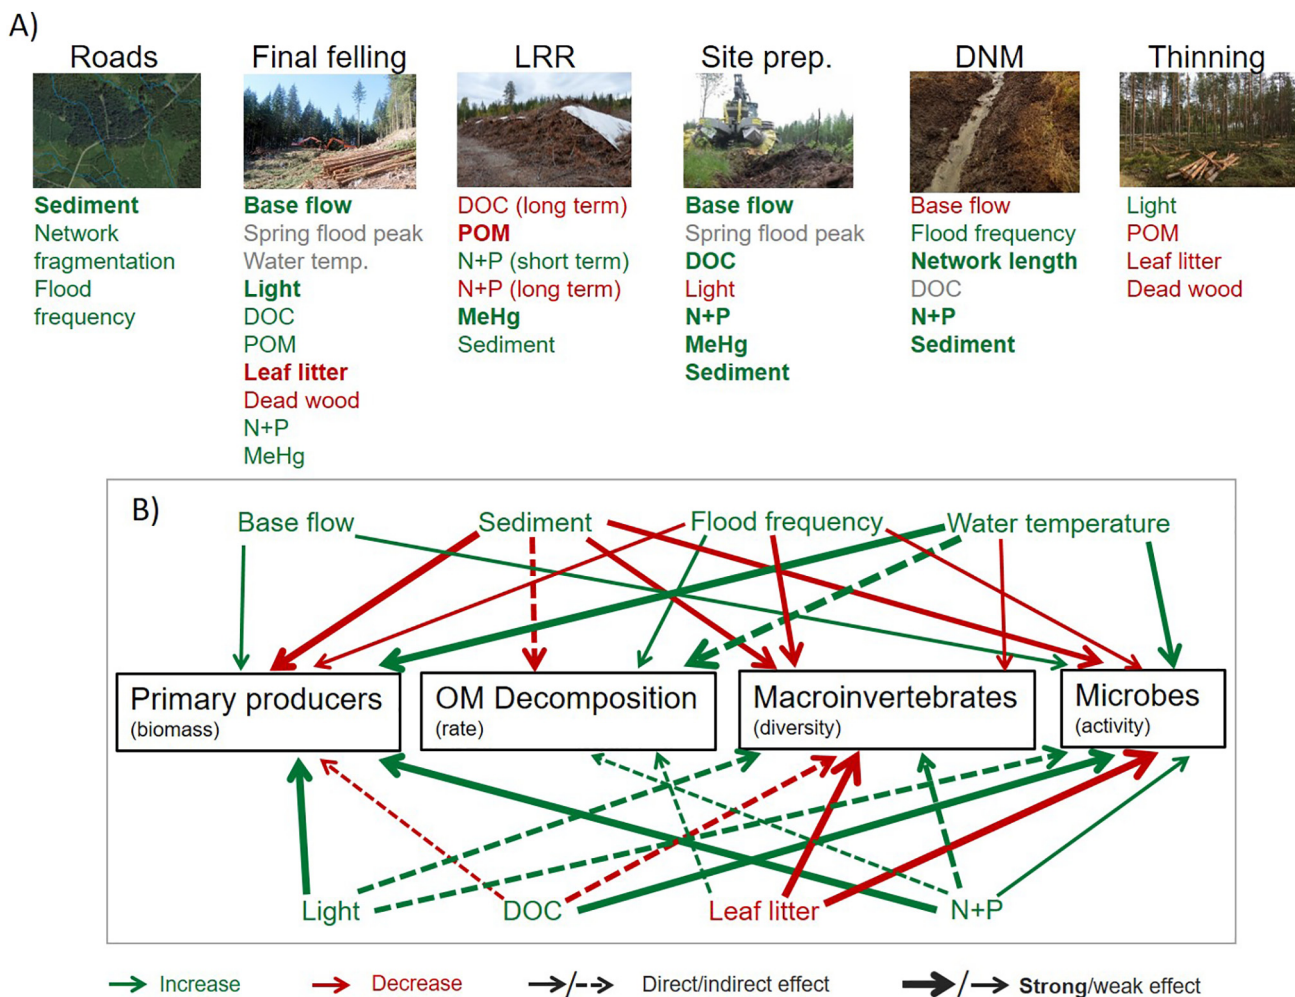 A)
Roads
Final felling
LRR
Site prep.
DNM
Thinning
Sediment
Network
fragmentation
Flood
frequency
Base flow
Spring flood peak
Water temp.
Light
DOC
POM
Leaf litter
Dead wood
N+P
MeHg
DOC (long term)
POM
N+P (short term)
N+P (long term)
MeHg
Sediment
Base flow
Spring flood peak
DOC
Light
N+P
MeHg
Sediment
Base flow
Flood frequency
Network length
DOC
N+P
Sediment
Light
POM
Leaf litter
Dead wood
B)
Base flow
Sediment
Flood frequency
Water temperature
Primary producers
(biomass)
OM Decomposition
(rate)
Macroinvertebrates
(diversity)
Microbes
(activity)
Light
DOC
Leaf litter
N+P
Increase
Decrease
/
Direct/indirect effect
/
Strong/weak effect